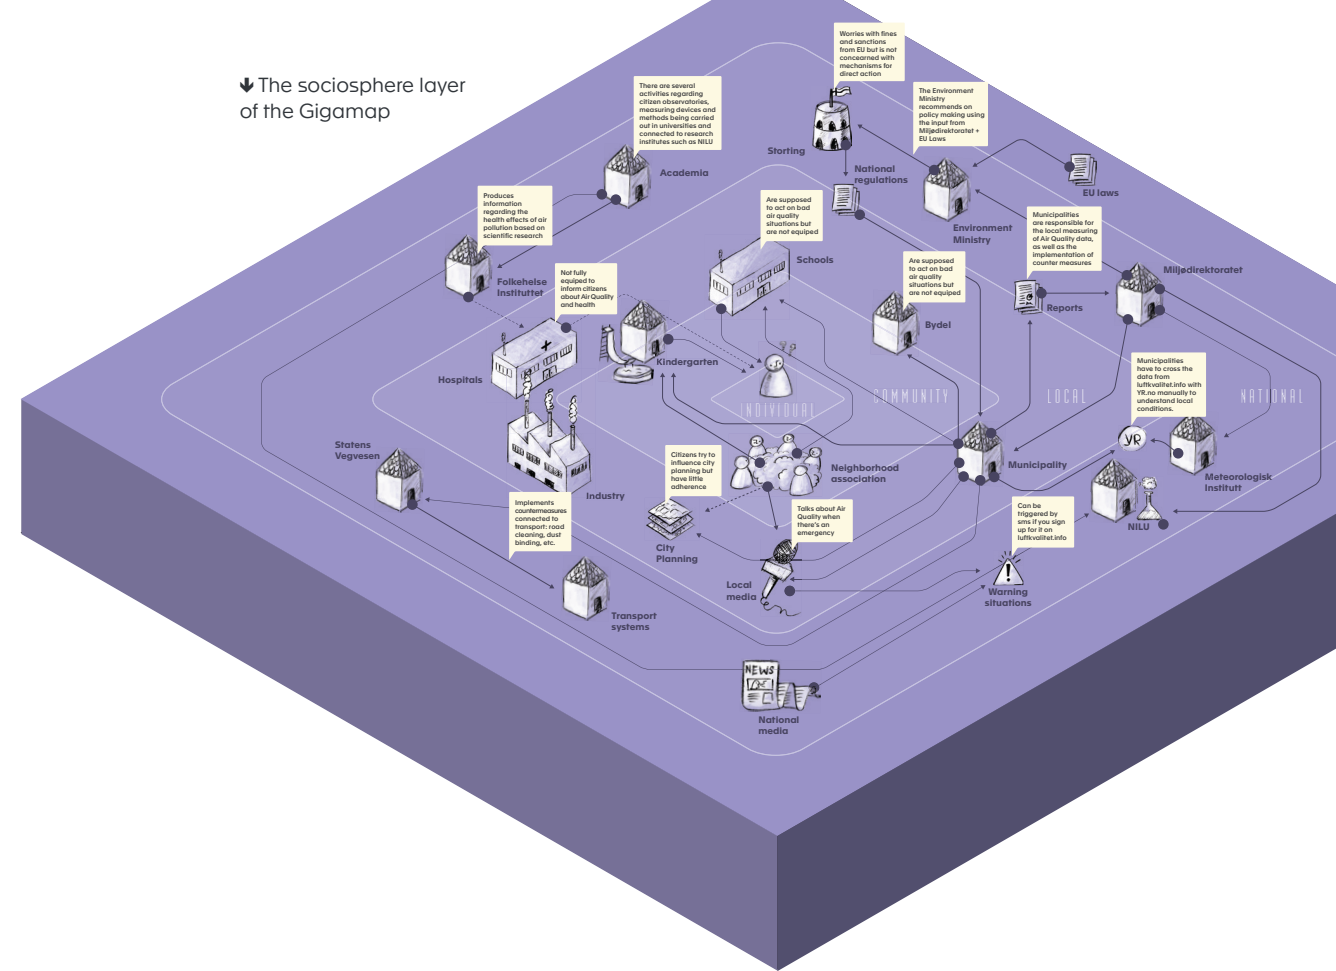 🡻 The sociosphere layer
of the Gigamap
Worries with fines
and sanctions
from EU but is not
concearned with
mechanisms for
direct action
There are several
activities regarding
citizen observatories,
measuring devices and
methods being carried
out in universities and
connected to research
institutes such as NILU
The Environment
Ministry
recommends on
policy making using
the input from
Miljødirektoratet +
EU Laws
Storting
Academia
National
regulations
EU laws
Produces
information
regarding the
health effects of air
pollution based on
scientific research
Are supposed
to act on bad
air quality
situations but
are not equiped
Municipalities
are responsible for
the local measuring
of Air Quality data,
as well as the
implementation of
counter measures
Environment
Ministry
Schools
Are supposed
to act on bad
air quality
situations but
are not equiped
Miljødirektoratet
Folkehelse
Instituttet
Not fully
equiped to
inform citizens
about Air Quality
and health
Reports
Bydel
Kindergarten
Hospitals
Municipalities
have to cross the
data from
luftkvalitet.info with
YR.no manually to
understand local
conditions.
INDIVIDUAL
COMMUNITY
LOCAL
NATIONAL
YR
Statens
Vegvesen
Citizens try to
influence city
planning but
have little
adherence
Neighborhood
association
Municipality
Meteorologisk
Institutt
Industry
Implements
countermeasures
connected to
transport: road
cleaning, dust
binding, etc.
Talks about Air
Quality when
there's an
emergency
Can be
triggered by
sms if you sign
up for it on
luftkvalitet.info
NILU
City
Planning
Local
media
Warning
situations
Transport
systems
NEWS
National
media